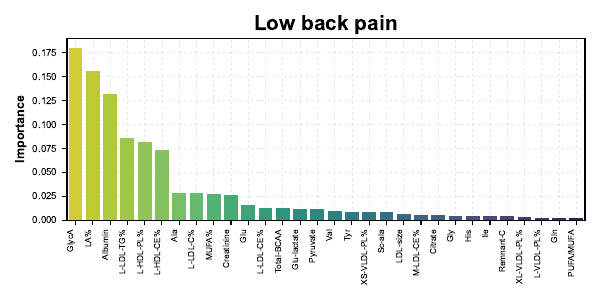 Low back pain
Importance
0.175
0.150
0.125
0.100
0.075
0.050
0.025
0.000
GlycA
LA%
Albumin
L-LDL-TG%
L-HDL-PL%
L-HDL-CE%
Ala
L-LDL-C%
MUFA%
Creatinine
Glu
L-LDL-CE%
Total-BCAA
Glu-lactate
Pyruvate
Val
Tyr
XS-VLDL-PL%
Sc-ala
LDL-size
M-LDL-CE%
Citrate
Gly
His
Ile
Remnant-C
XL-VLDL-PL%
L-VLDL-PL%
Gln
PUFA/MUFA